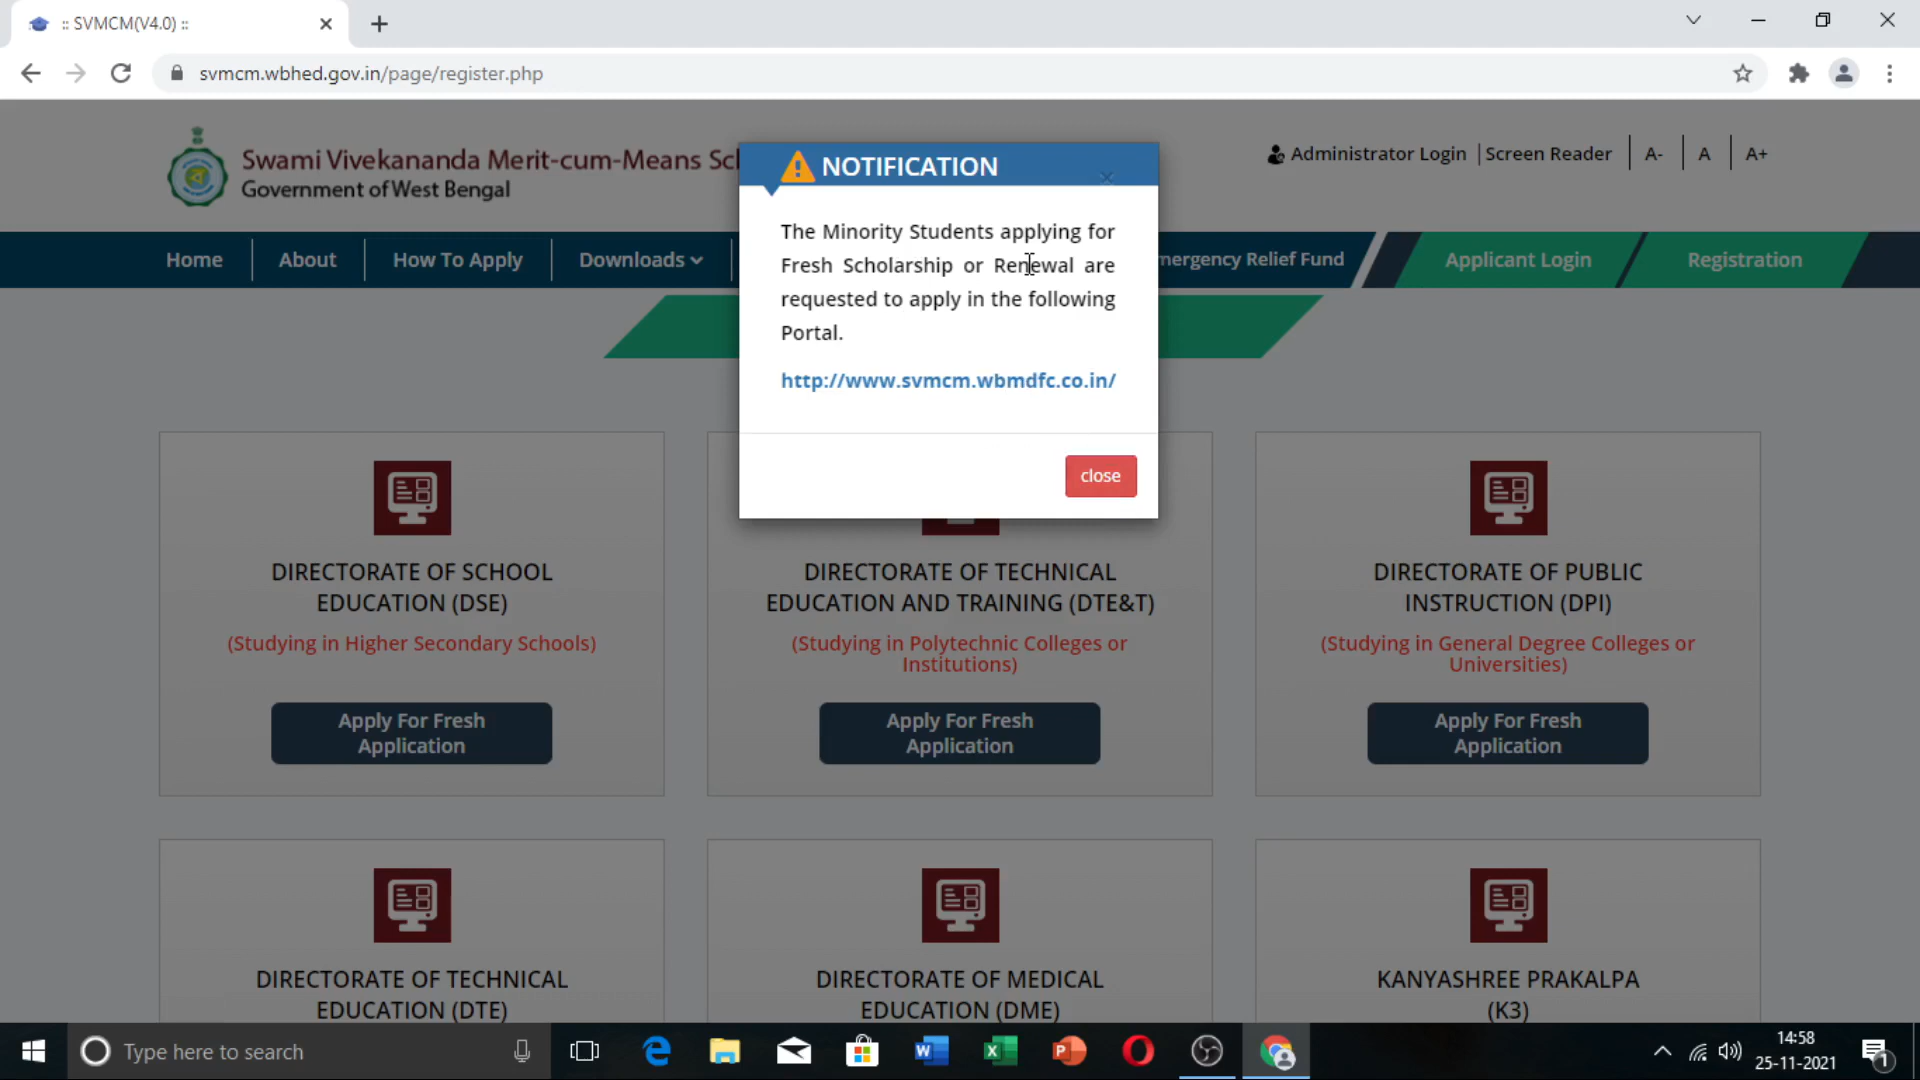 :: SVMCM(V4.0) ::
svmcm.wbhed.gov.in/page/register.php
Swami Vivekananda Merit-cum-Means
Government of West Bengal
Administrator Login | Screen Reader A- A A+
Home About How To Apply Downloads Relief Fund Applicant Login Registration
NOTIFICATION
The Minority Students applying for
Fresh Scholarship or Renewal are
requested to apply in the following
Portal.
http://www.svmcm.wbmdfc.co.in/
close
DIRECTORATE OF SCHOOL
EDUCATION (DSE)
(Studying in Higher Secondary Schools)
Apply For Fresh
Application
DIRECTORATE OF TECHNICAL
EDUCATION AND TRAINING (DTE&T)
(Studying in Polytechnic Colleges or
Institutions)
Apply For Fresh
Application
DIRECTORATE OF PUBLIC
INSTRUCTION (DPI)
(Studying in General Degree Colleges or
Universities)
Apply For Fresh
Application
DIRECTORATE OF TECHNICAL
EDUCATION (DTE)
DIRECTORATE OF MEDICAL
EDUCATION (DME)
KANYASHREE PRAKALPA
(K3)
Type here to search
14:58
25-11-2021
1